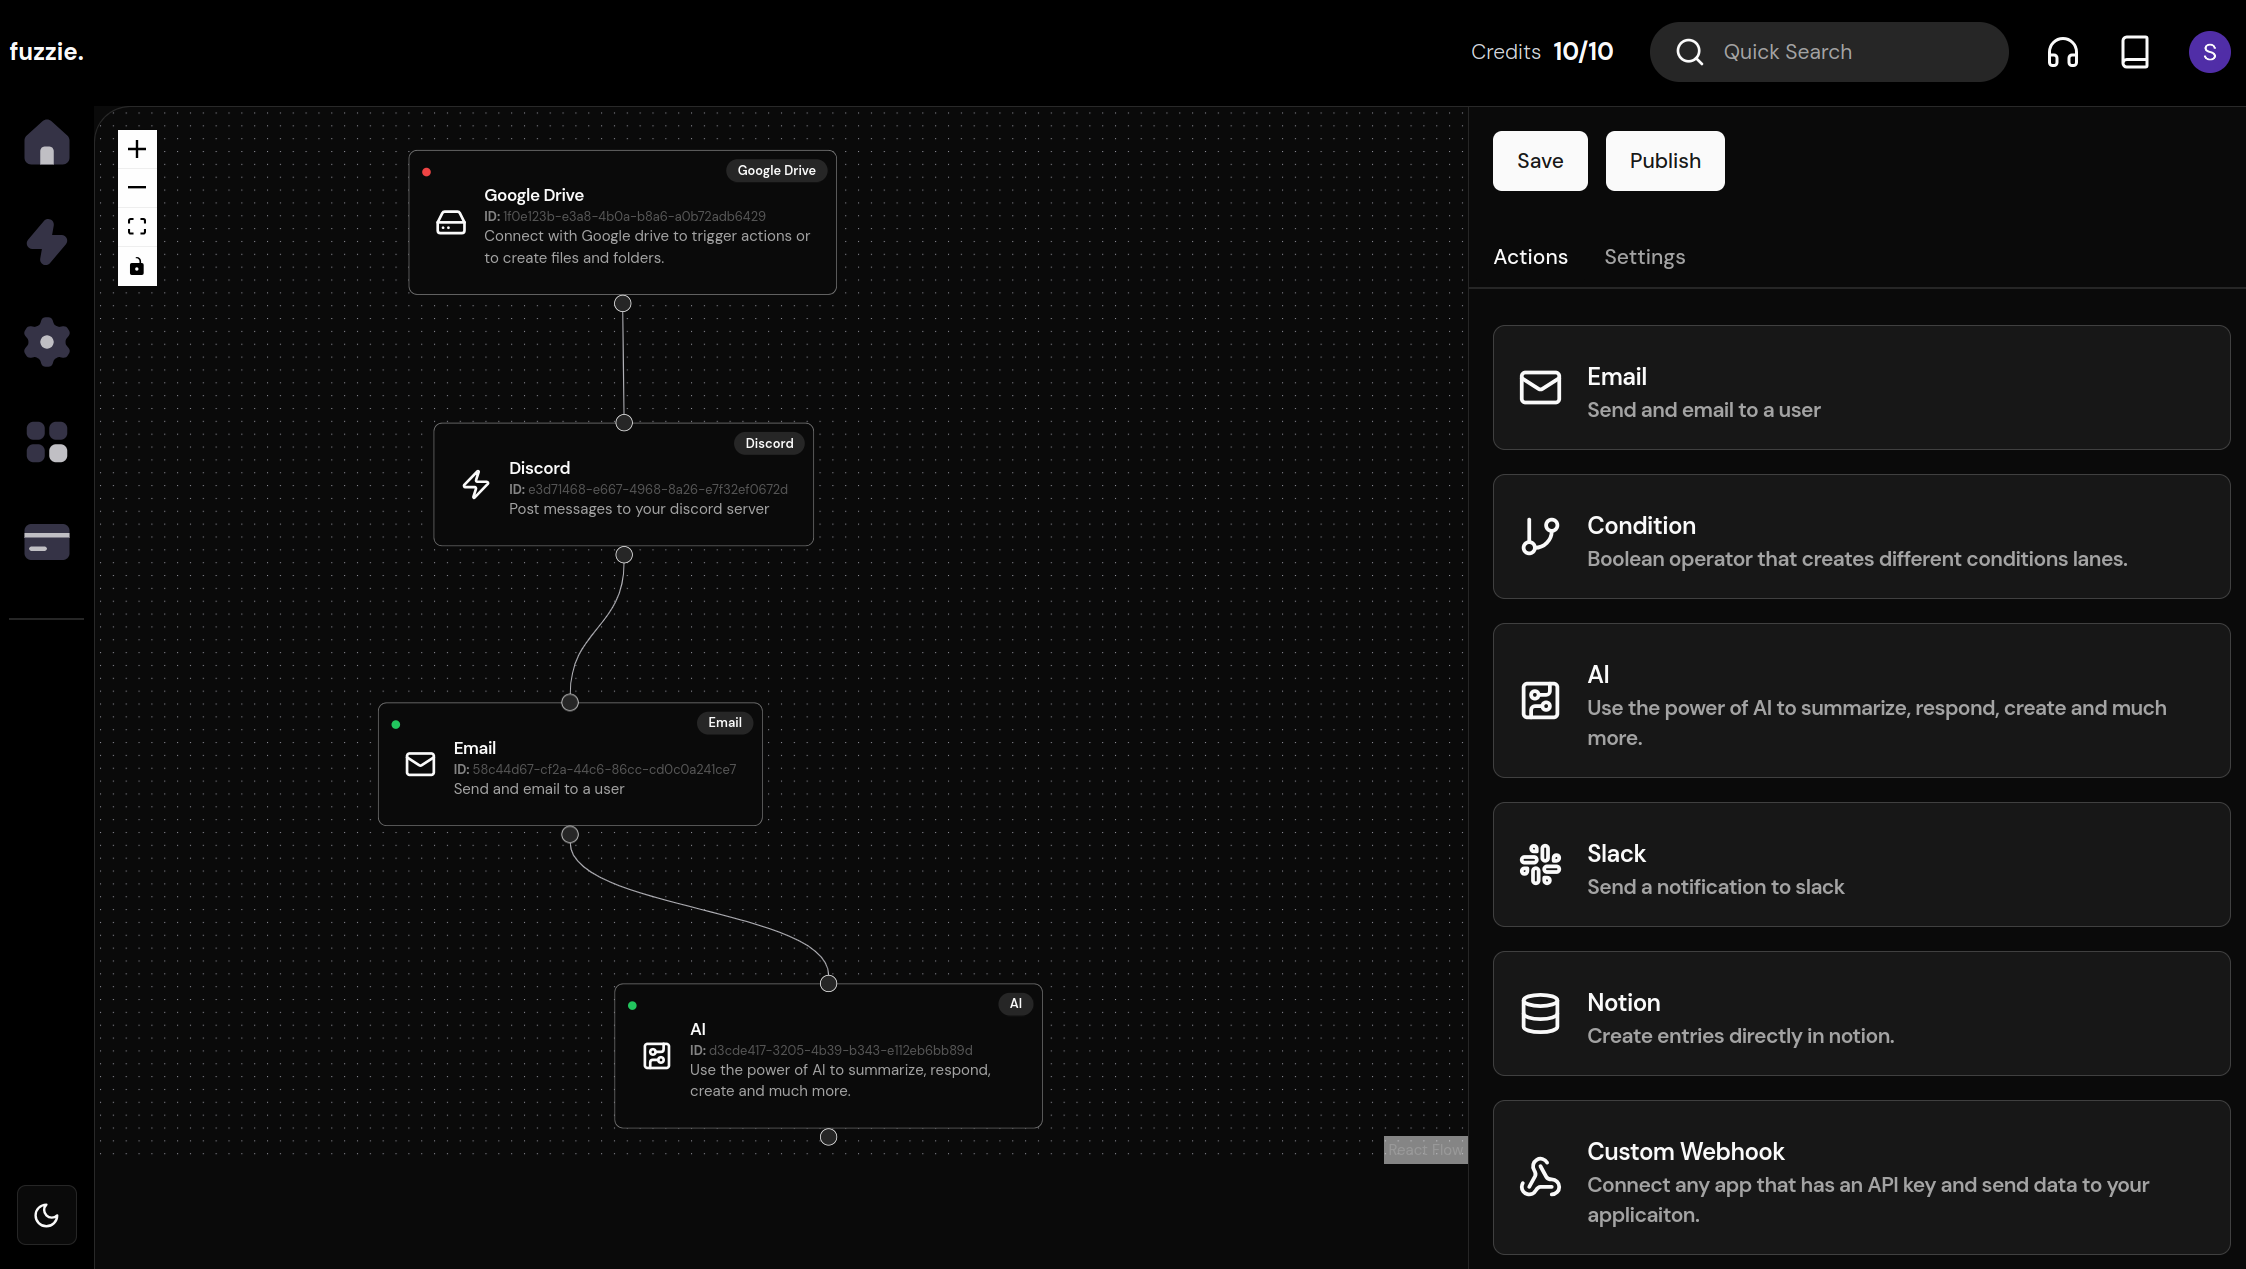 fuzzie.
Credits 10/10
Quick Search
S
Google Drive
Google Drive
ID: 1f0e123b-e3a8-4b0a-b8a6-a0b72adb6429
Connect with Google drive to trigger actions or
to create files and folders.
Discord
Discord
ID: e3d71468-e667-4968-8a26-e7f32ef0672d
Post messages to your discord server
Email
Email
ID: 58c44d67-cf2a-44c6-86cc-cd0c0a241ce7
Send and email to a user
AI
AI
ID: d3cde417-3205-4b39-b343-e112eb6bb89d
Use the power of AI to summarize, respond,
create and much more.
React Flow
Save
Publish
Actions
Settings
Email
Send and email to a user
Condition
Boolean operator that creates different conditions lanes.
AI
Use the power of AI to summarize, respond, create and much
more.
Slack
Send a notification to slack
Notion
Create entries directly in notion.
Custom Webhook
Connect any app that has an API key and send data to your
applicaiton.